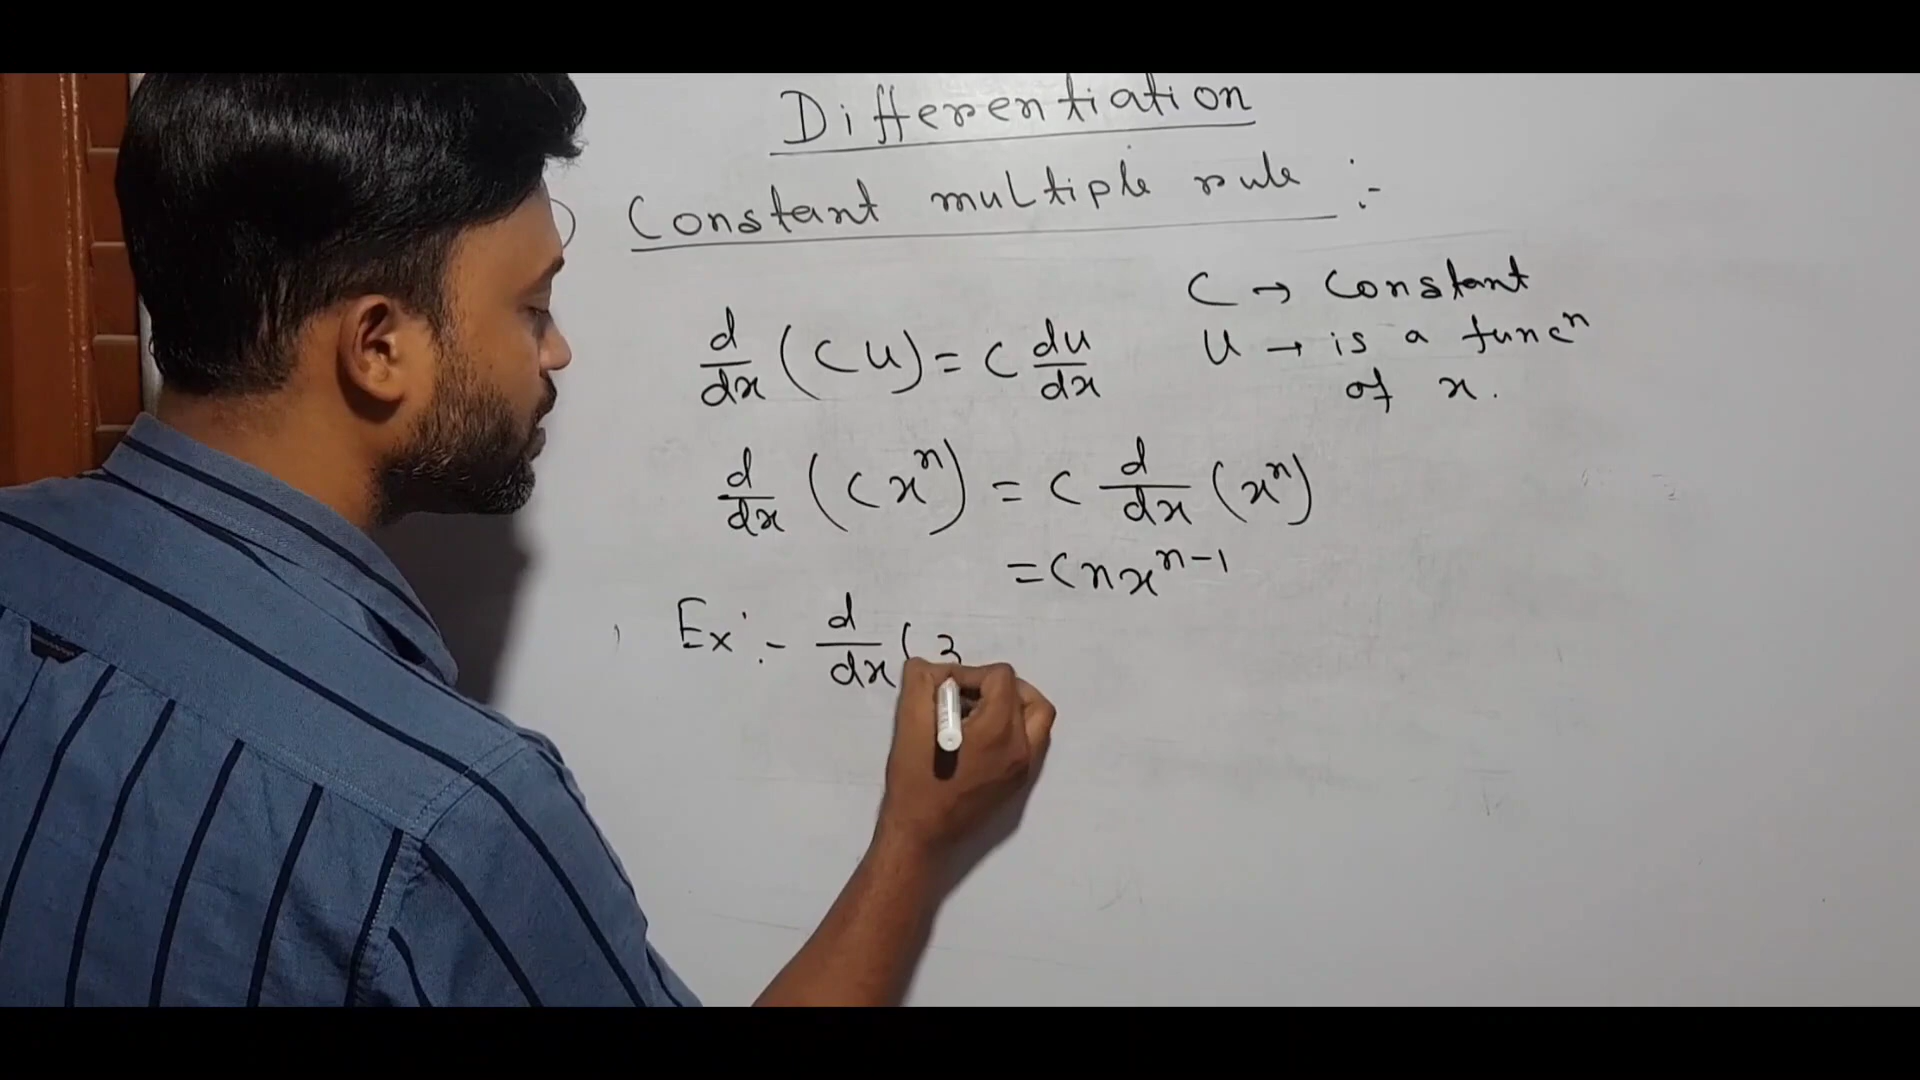 Differentiation
Constant multiple rule :-
C → Constant
d/dx (CU) = C du/dx
U → is a funcⁿ
of x.
d/dx (Cxⁿ) = C d/dx (xⁿ)
= Cnxⁿ⁻¹
Ex :- d/dx (3